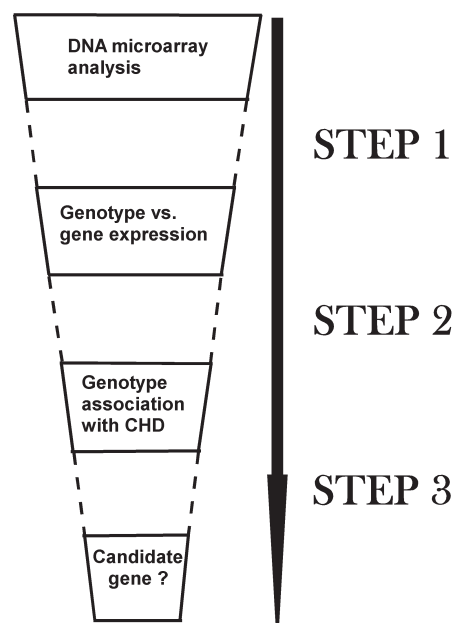 DNA microarray
analysis
STEP 1
Genotype vs.
gene expression
STEP 2
Genotype
association
with CHD
STEP 3
Candidate
gene ?